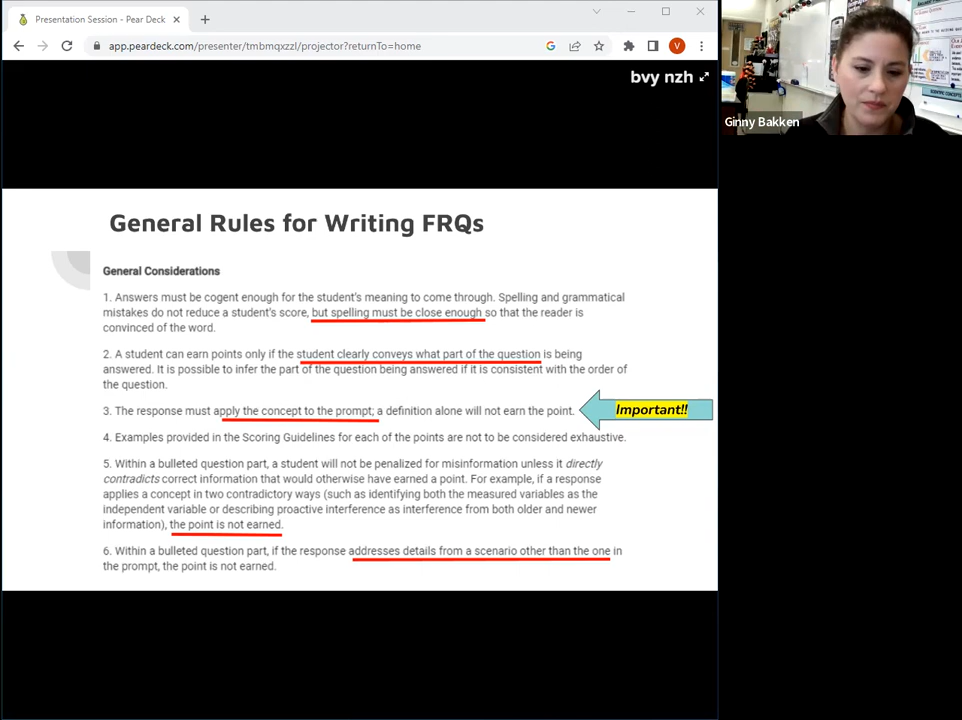 Presentation Session - Pear Deck
app.peardeck.com/presenter/tmbmqxzzl/projector?returnTo=home
G
V
bvy nzh
Ginny Bakken
General Rules for Writing FRQs
General Considerations
1. Answers must be cogent enough for the student's meaning to come through. Spelling and grammatical
mistakes do not reduce a student's score, but spelling must be close enough so that the reader is
convinced of the word.
2. A student can earn points only if the student clearly conveys what part of the question is being
answered. It is possible to infer the part of the question being answered if it is consistent with the order of
the question.
3. The response must apply the concept to the prompt; a definition alone will not earn the point.
Important!!
4. Examples provided in the Scoring Guidelines for each of the points are not to be considered exhaustive.
5. Within a bulleted question part, a student will not be penalized for misinformation unless it directly
contradicts correct information that would otherwise have earned a point. For example, if a response
applies a concept in two contradictory ways (such as identifying both the measured variables as the
independent variable or describing proactive interference as interference from both older and newer
information), the point is not earned.
6. Within a bulleted question part, if the response addresses details from a scenario other than the one in
the prompt, the point is not earned.